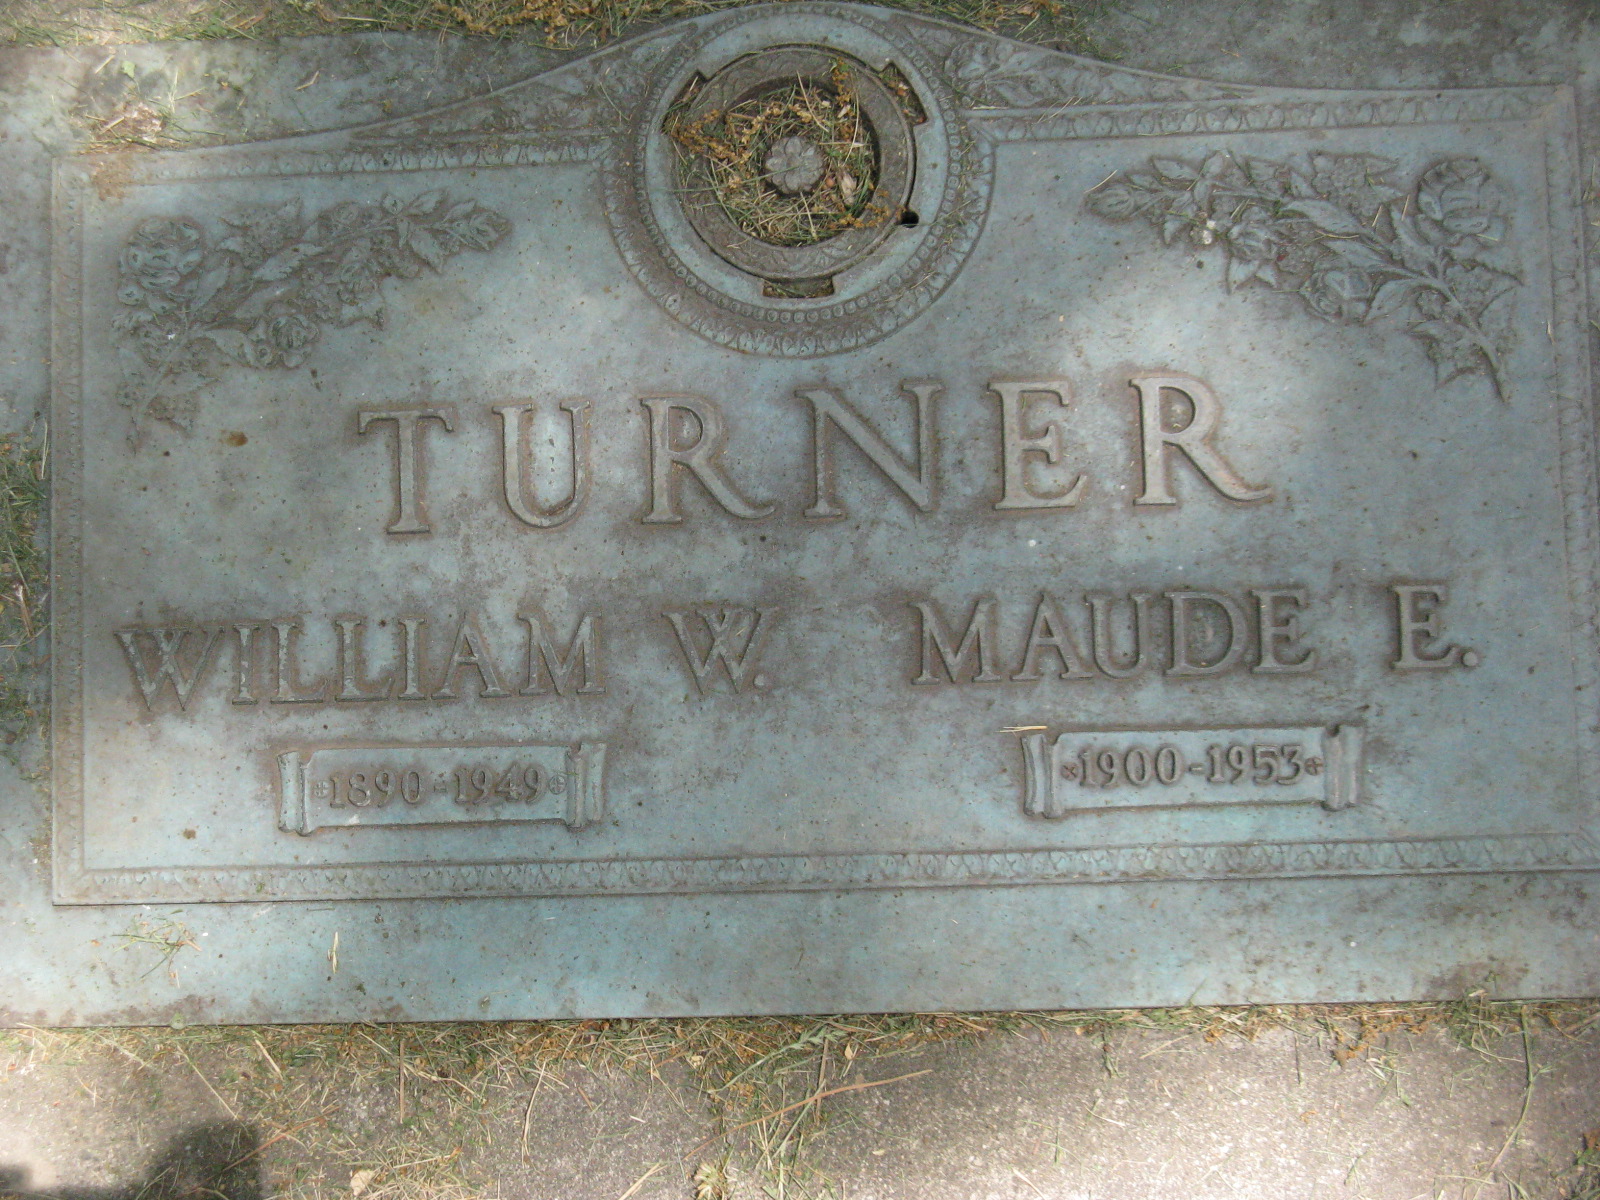 TURNER
WILLIAM W. MAUDE E.
1890-1949 1900-1953